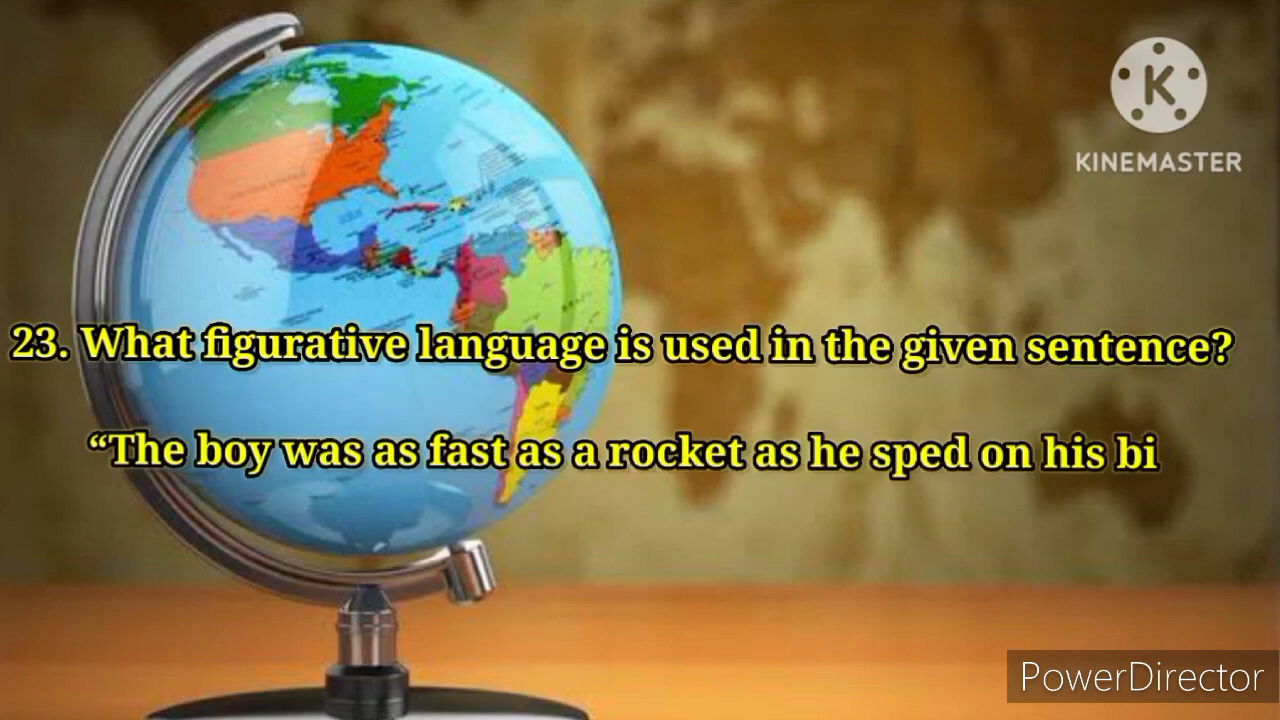 K
KINEMASTER
23. What figurative language is used in the given sentence?
“The boy was as fast as a rocket as he sped on his bi
PowerDirector